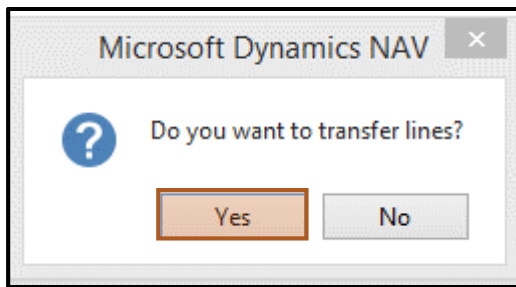 Microsoft Dynamics NAV
Do you want to transfer lines?
Yes
No